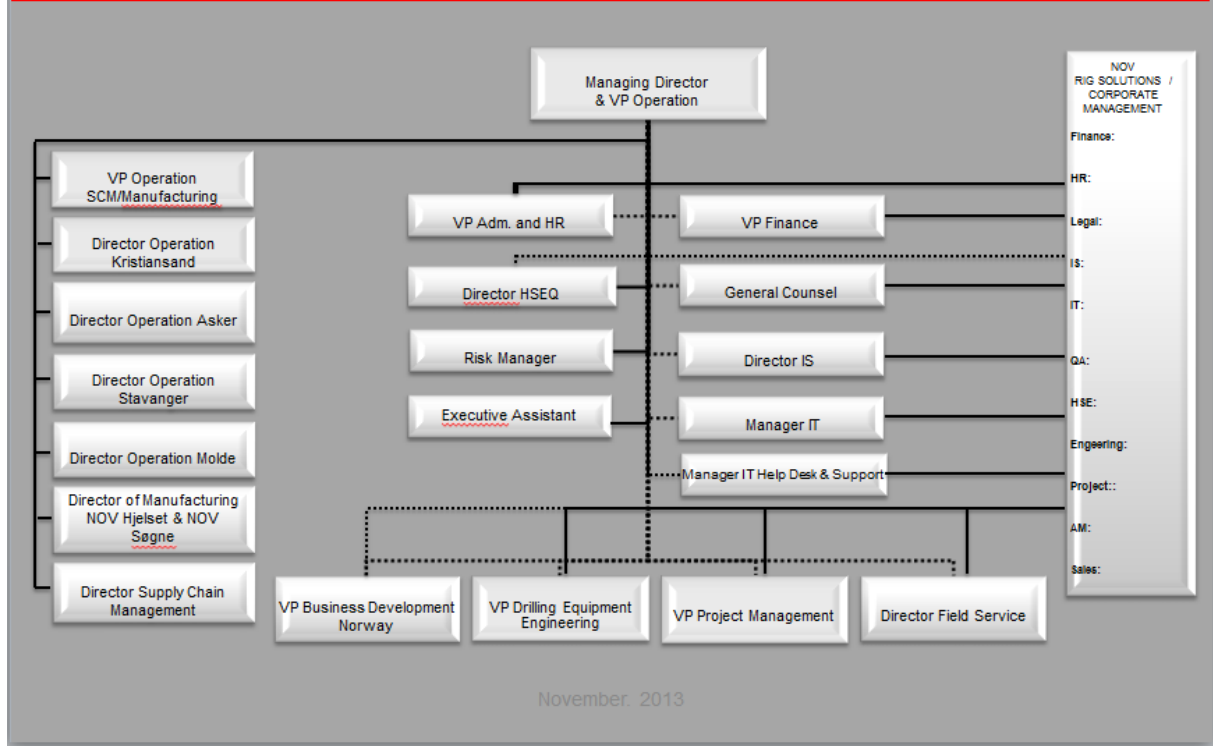 Managing Director
& VP Operation
NOV
RIG SOLUTIONS /
CORPORATE
MANAGEMENT
Finance:
HR:
Legal:
IS:
IT:
QA:
HSE:
Engeering:
Project::
AM:
Sales:
VP Operation
SCM/Manufacturing
Director Operation
Kristiansand
Director Operation Asker
Director Operation
Stavanger
Director Operation Molde
Director of Manufacturing
NOV Hjelset & NOV
Søgne
Director Supply Chain
Management
VP Adm. and HR
Director HSEQ
Risk Manager
Executive Assistant
VP Finance
General Counsel
Director IS
Manager IT
Manager IT Help Desk & Support
VP Business Development
Norway
VP Drilling Equipment
Engineering
VP Project Management
Director Field Service
November. 2013